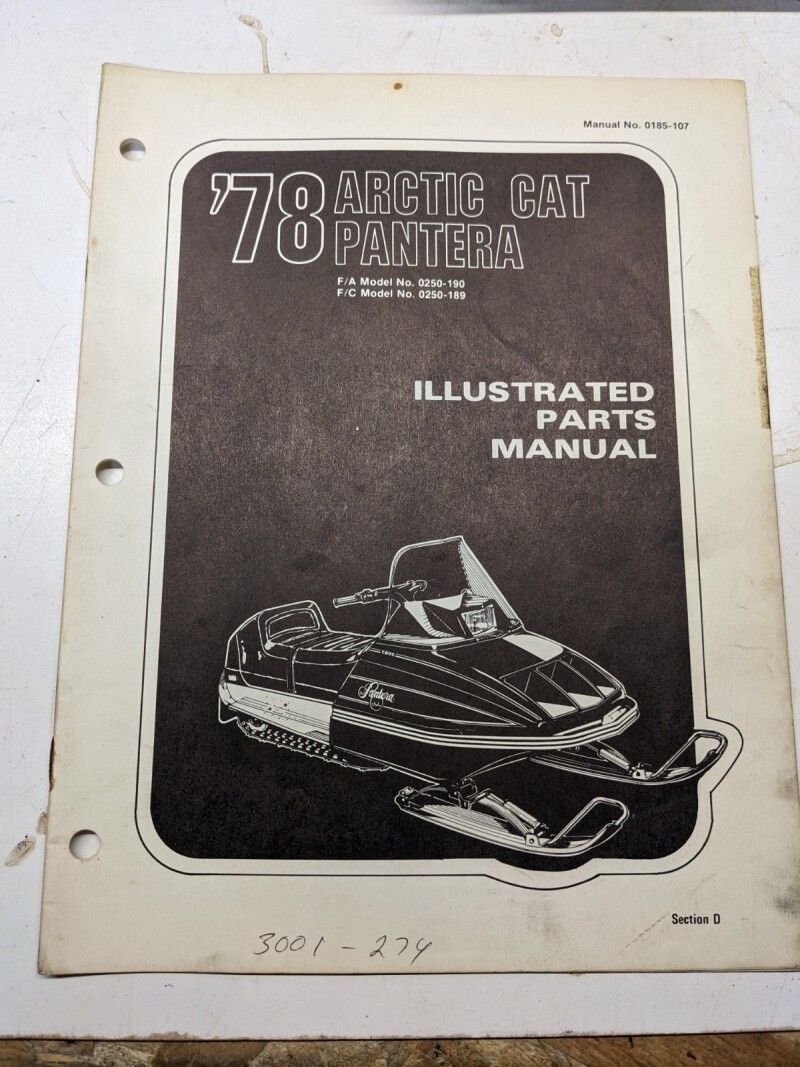 Manual No. 0185-107
'78 ARCTIC CAT
PANTERA
F/A Model No. 0250-190
F/C Model No. 0250-189
ILLUSTRATED
PARTS
MANUAL
Pantera
Section D
3001 - 274